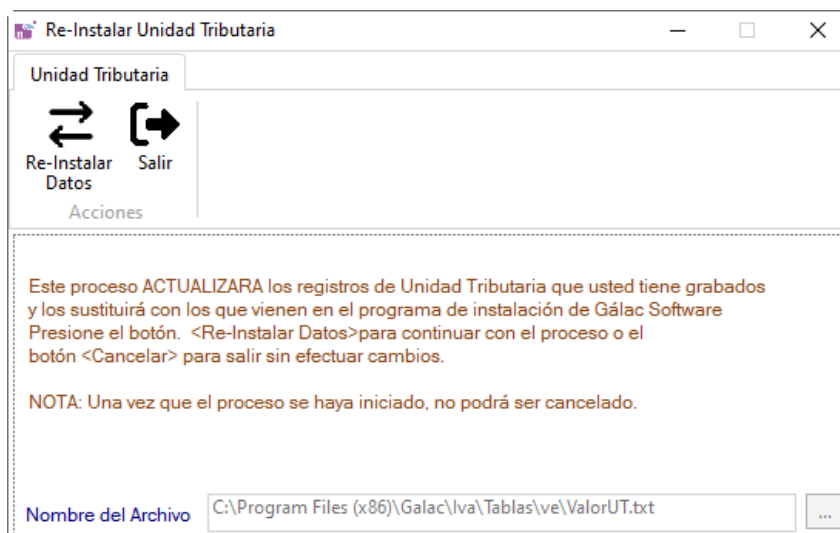 Re-Instalar Unidad Tributaria
Unidad Tributaria
Re-Instalar Salir
Datos
Acciones
Este proceso ACTUALIZARA los registros de Unidad Tributaria que usted tiene grabados
y los sustituirá con los que vienen en el programa de instalación de Gálac Software
Presione el botón.  <Re-Instalar Datos>para continuar con el proceso o el
botón <Cancelar> para salir sin efectuar cambios.
NOTA: Una vez que el proceso se haya iniciado, no podrá ser cancelado.
Nombre del Archivo C:\Program Files (x86)\Galac\Iva\Tablas\ve\ValorUT.txt ...